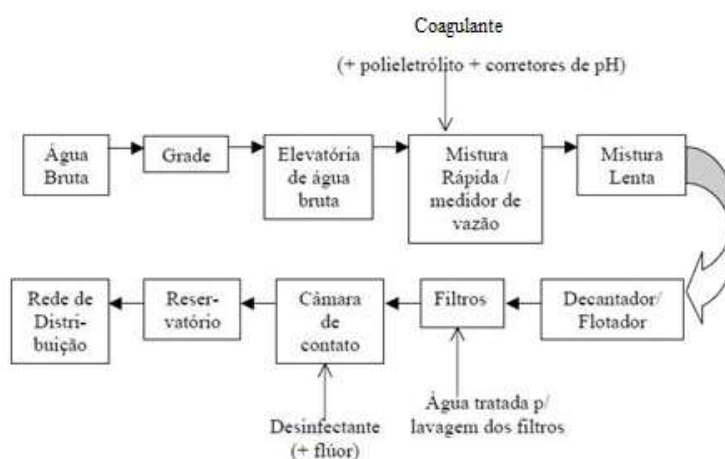 Coagulante
(+ polieletrólito + corretores de pH)
Água
Bruta
Grade
Elevatória
de água
bruta
Mistura
Rápida /
medidor de
vazão
Mistura
Lenta
Rede de
Distri-
buição
Reser-
vatório
Câmara
de
contato
Filtros
Decantador/
Flotador
Desinfectante
(+ flúor)
Água tratada p/
lavagem dos filtros